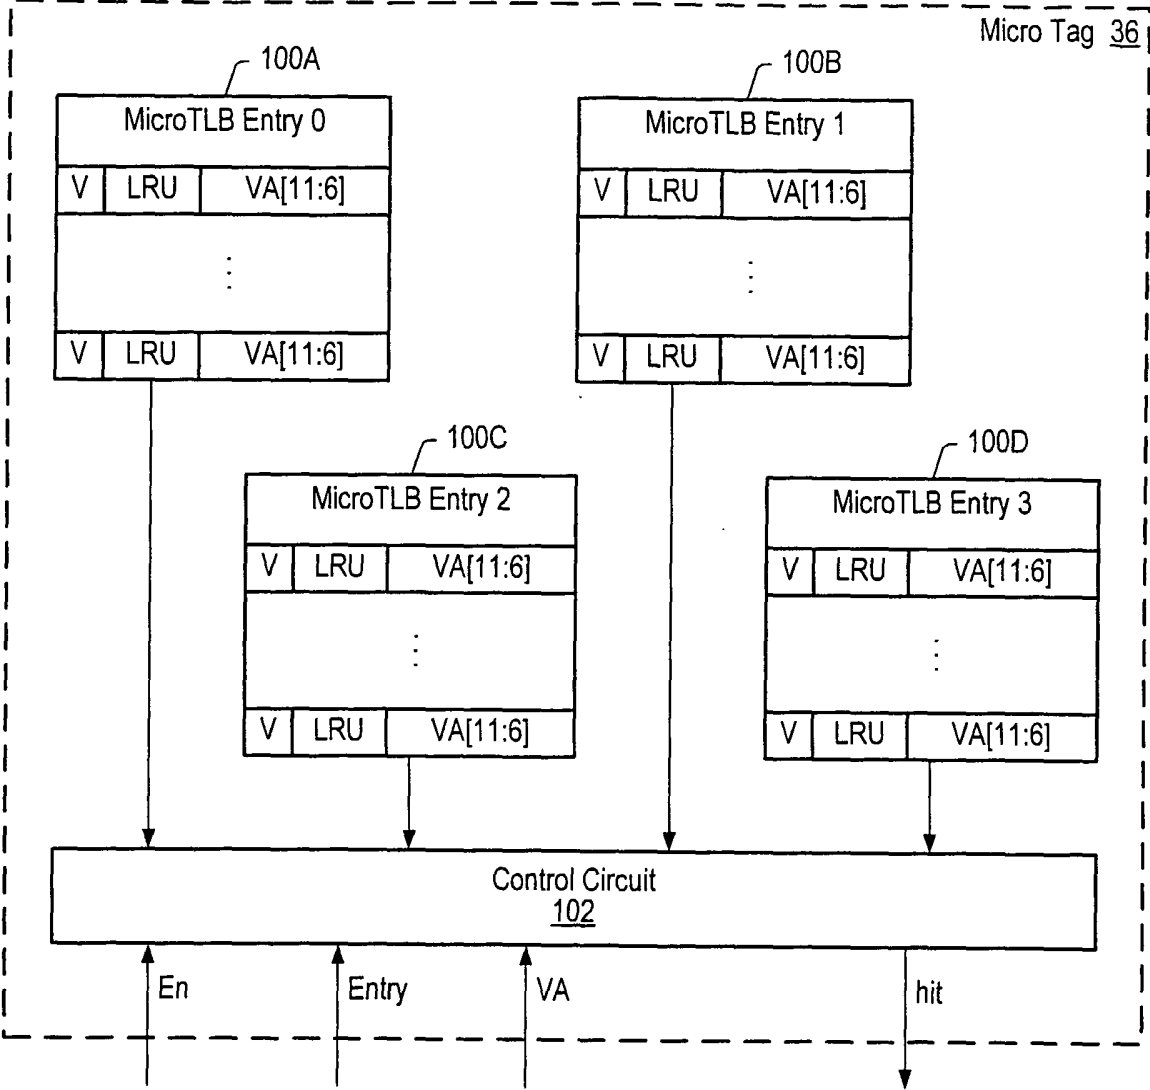 Micro Tag 36
100A
MicroTLB Entry 0
V LRU VA[11:6]
⋮
V LRU VA[11:6]
100B
MicroTLB Entry 1
V LRU VA[11:6]
⋮
V LRU VA[11:6]
100C
MicroTLB Entry 2
V LRU VA[11:6]
⋮
V LRU VA[11:6]
100D
MicroTLB Entry 3
V LRU VA[11:6]
⋮
V LRU VA[11:6]
Control Circuit
102
En
Entry
VA
hit